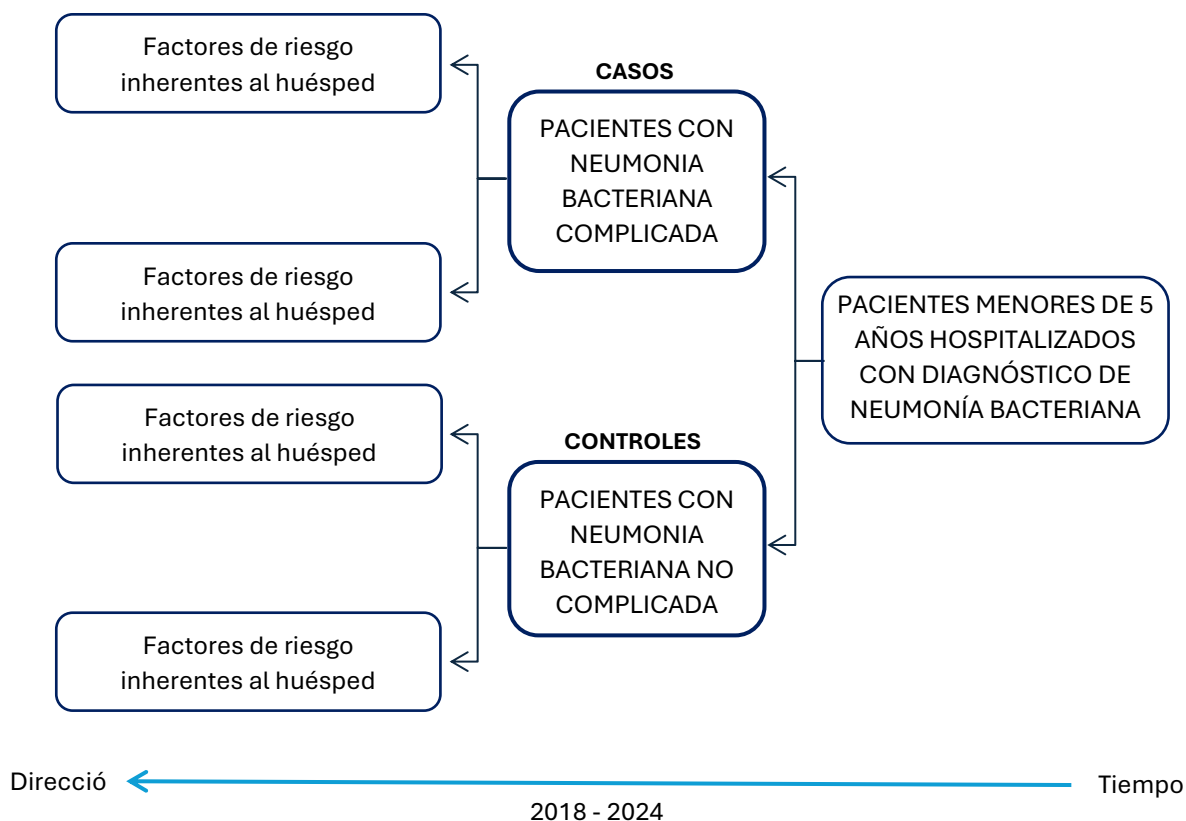 Factores de riesgo
inherentes al huésped
CASOS
PACIENTES CON
NEUMONIA
BACTERIANA
COMPLICADA
Factores de riesgo
inherentes al huésped
PACIENTES MENORES DE 5
AÑOS HOSPITALIZADOS
CON DIAGNÓSTICO DE
NEUMONÍA BACTERIANA
Factores de riesgo
inherentes al huésped
CONTROLES
PACIENTES CON
NEUMONIA
BACTERIANA NO
COMPLICADA
Factores de riesgo
inherentes al huésped
Direcció
Tiempo
2018 - 2024